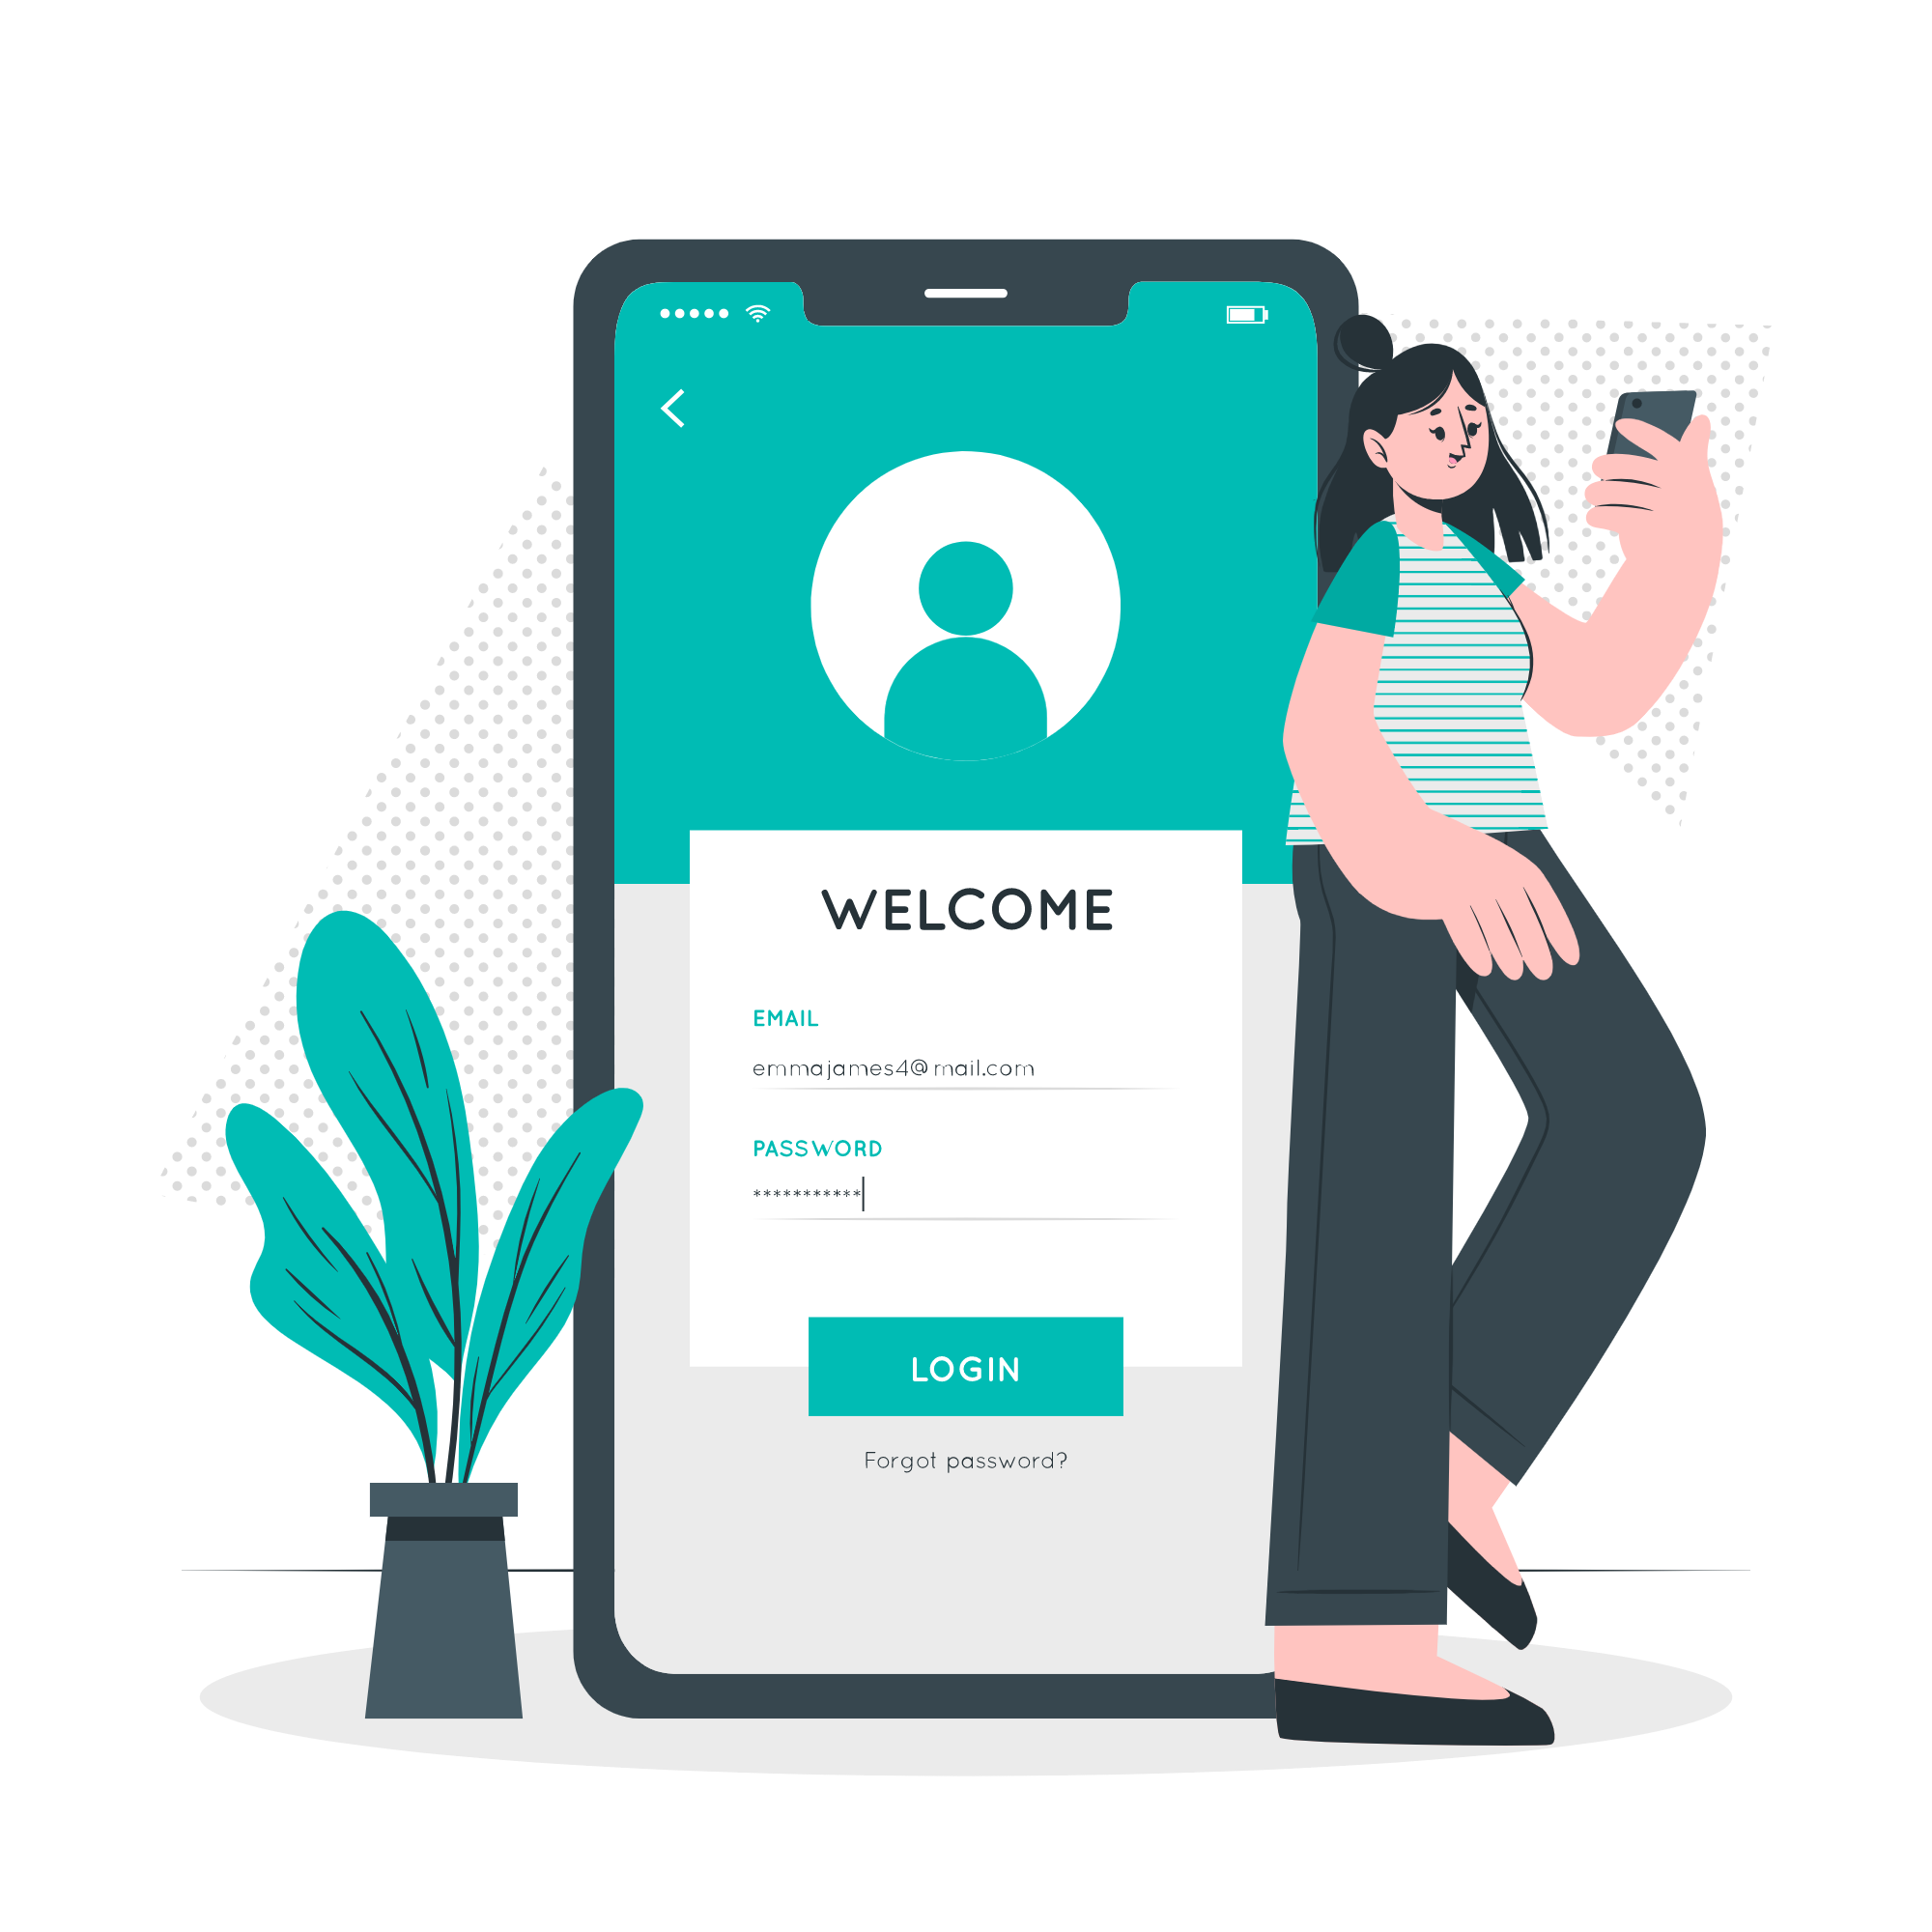 WELCOME
EMAIL
emmajames4@mail.com
PASSWORD
***********
LOGIN
Forgot password?